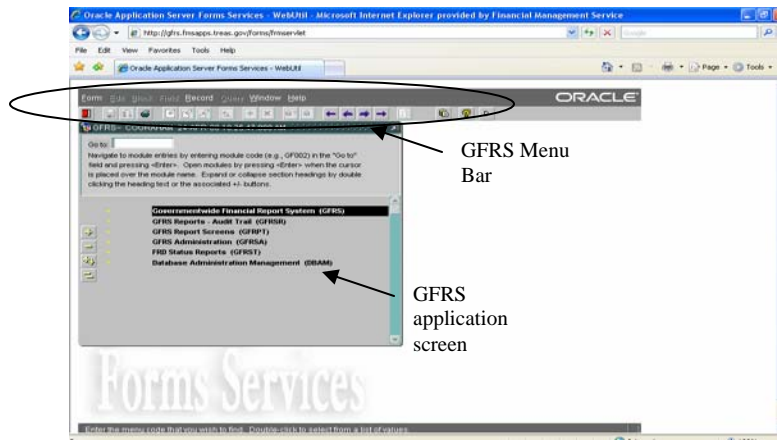 Oracle Application Server Forms Services - WebUtil - Microsoft Internet Explorer provided by Financial Management Service
http://gfrs.fmsapps.treas.gov/forms/frmservlet
File Edit View Favorites Tools Help
Oracle Application Server Forms Services - WebUtil
Page Tools
Form Edit Block Field Record Query Window Help
ORACLE
GFRS
Go to:
Navigate to module entries by entering module code (e.g., GF002) in the "Go to"
field and pressing <Enter>. Open modules by pressing <Enter> when the cursor
is placed over the module name. Expand or collapse section headings by double
clicking the heading text or the associated +/- buttons.
Governmentwide Financial Report System (GFRS)
GFRS Reports - Audit Trail (GFRSR)
GFRS Report Screens (GFRPT)
GFRS Administration (GFRSA)
FRD Status Reports (GFRST)
Database Administration Management (DBAM)
GFRS Menu
Bar
GFRS
application
screen
Forms Services
Enter the menu code that you wish to find. Double-click to select from a list of values.